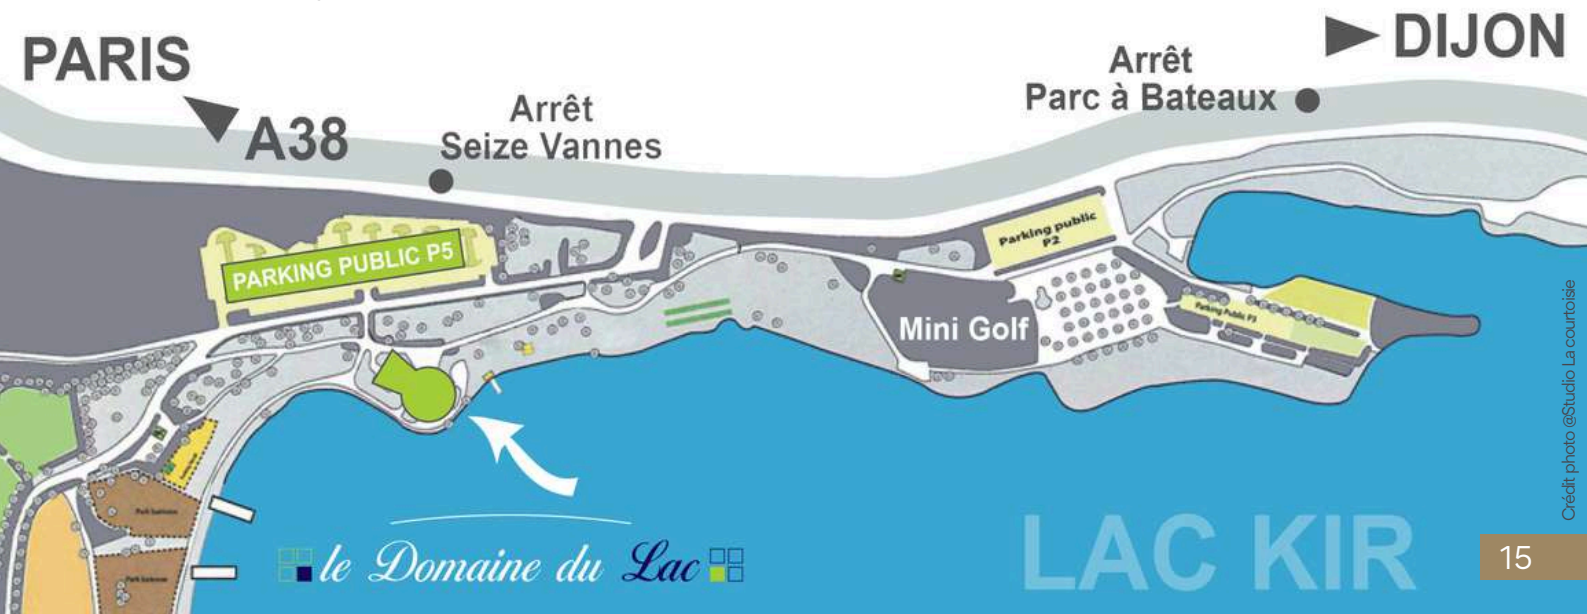 PARIS
A38
Arrêt
Seize Vannes
Arrêt
Parc à Bateaux
DIJON
PARKING PUBLIC P5
Parking public
P2
Parking Public P3
Mini Golf
le Domaine du Lac
LAC KIR
Crédit photo @Studio La courtoisie
15